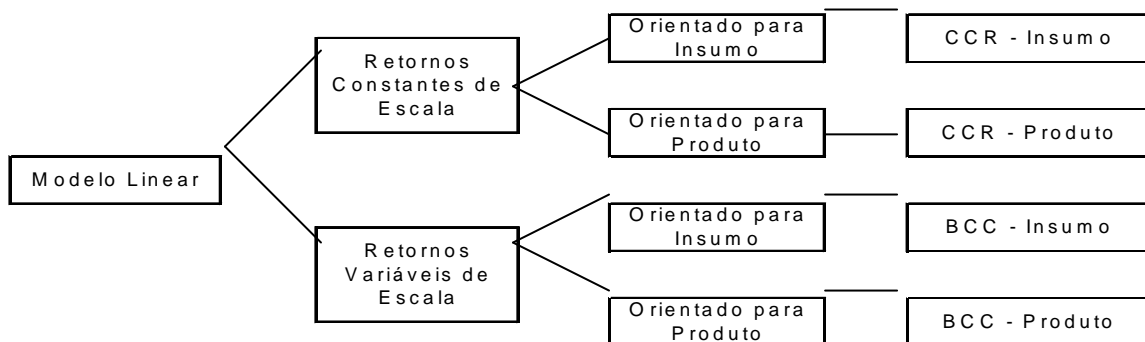 Modelo Linear
Retornos
Constantes de
Escala
Orientado para
Insumo
CCR - Insumo
Orientado para
Produto
CCR - Produto
Retornos
Variáveis de
Escala
Orientado para
Insumo
BCC - Insumo
Orientado para
Produto
BCC - Produto